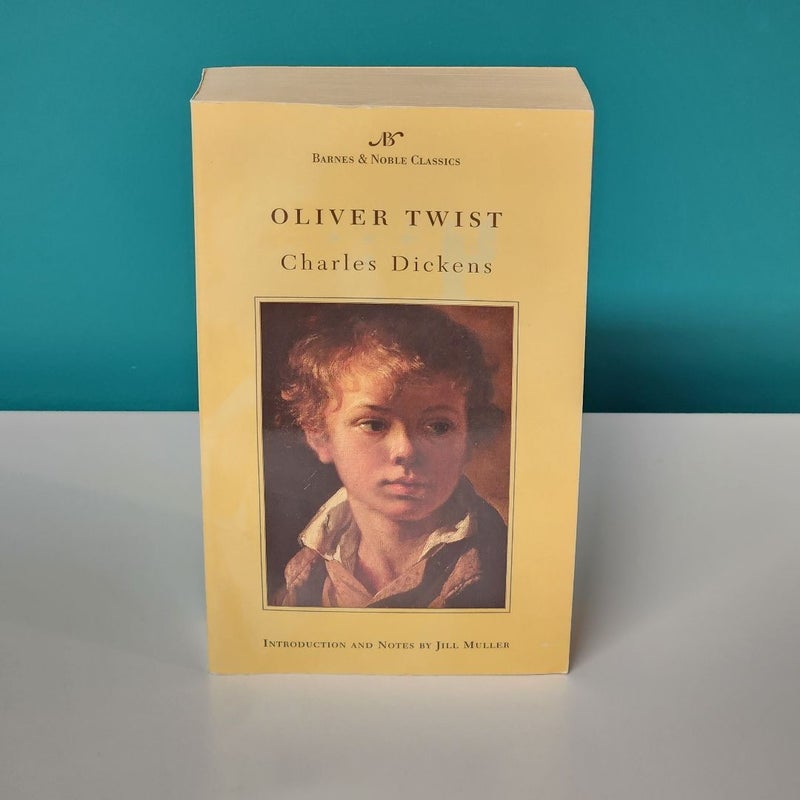 BARNES & NOBLE CLASSICS
OLIVER TWIST
Charles Dickens
INTRODUCTION AND NOTES BY JILL MULLER